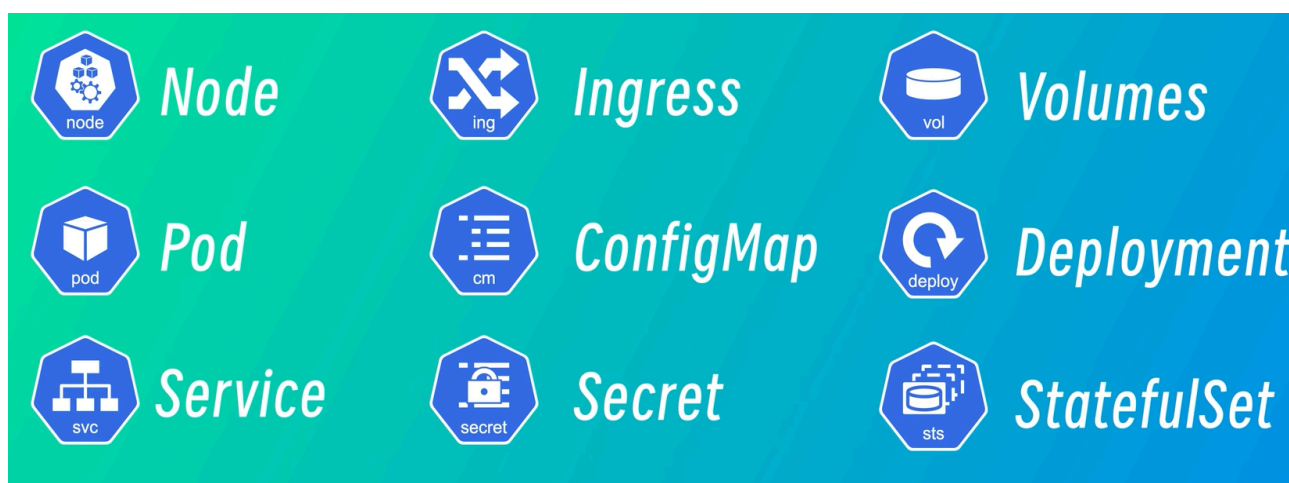 node
Node
ing
Ingress
vol
Volumes
pod
Pod
cm
ConfigMap
deploy
Deployment
svc
Service
secret
Secret
sts
StatefulSet